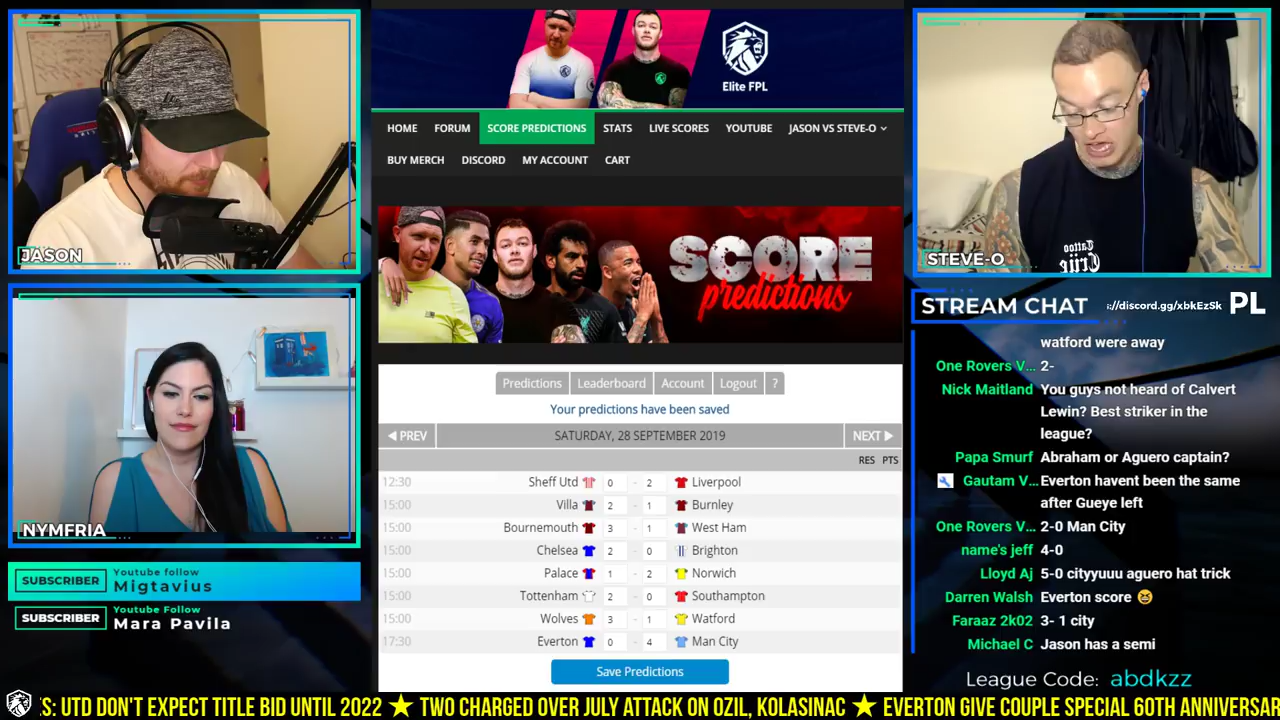 JASON
NYMFRIA
SUBSCRIBER
Youtube follow
Migtavius
SUBSCRIBER
Youtube Follow
Mara Pavila
Elite FPL
HOME FORUM SCORE PREDICTIONS STATS LIVE SCORES YOUTUBE JASON VS STEVE-O
BUY MERCH DISCORD MY ACCOUNT CART
SCORE
predictions
Predictions Leaderboard Account Logout ?
Your predictions have been saved
◀ PREV SATURDAY, 28 SEPTEMBER 2019 NEXT ▶
RES PTS
12:30 Sheff Utd 0 - 2 Liverpool
15:00 Villa 2 - 1 Burnley
15:00 Bournemouth 3 - 1 West Ham
15:00 Chelsea 2 - 0 Brighton
15:00 Palace 1 - 2 Norwich
15:00 Tottenham 2 - 0 Southampton
15:00 Wolves 3 - 1 Watford
17:30 Everton 0 - 4 Man City
Save Predictions
STEVE-O
STREAM CHAT ://discord.gg/xbkEzSk PL
watford were away
One Rovers V... 2-
Nick Maitland You guys not heard of Calvert
Lewin? Best striker in the
league?
Papa Smurf Abraham or Aguero captain?
Gautam V... Everton havent been the same
after Gueye left
One Rovers V... 2-0 Man City
name's jeff 4-0
Lloyd Aj 5-0 cityyuuu aguero hat trick
Darren Walsh Everton score 😆
Faraaz 2k02 3- 1 city
Michael C Jason has a semi
League Code: abdkzz
S: UTD DON'T EXPECT TITLE BID UNTIL 2022 ★ TWO CHARGED OVER JULY ATTACK ON OZIL, KOLASINAC ★ EVERTON GIVE COUPLE SPECIAL 60TH ANNIVERSAR